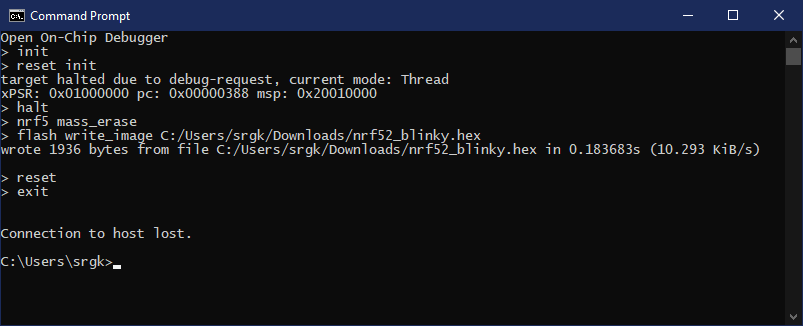 Command Prompt
Open On-Chip Debugger
> init
> reset init
target halted due to debug-request, current mode: Thread
xPSR: 0x01000000 pc: 0x00000388 msp: 0x20010000
> halt
> nrf5 mass_erase
> flash write_image C:/Users/srgk/Downloads/nrf52_blinky.hex
wrote 1936 bytes from file C:/Users/srgk/Downloads/nrf52_blinky.hex in 0.183683s (10.293 KiB/s)
> reset
> exit
Connection to host lost.
C:\Users\srgk>